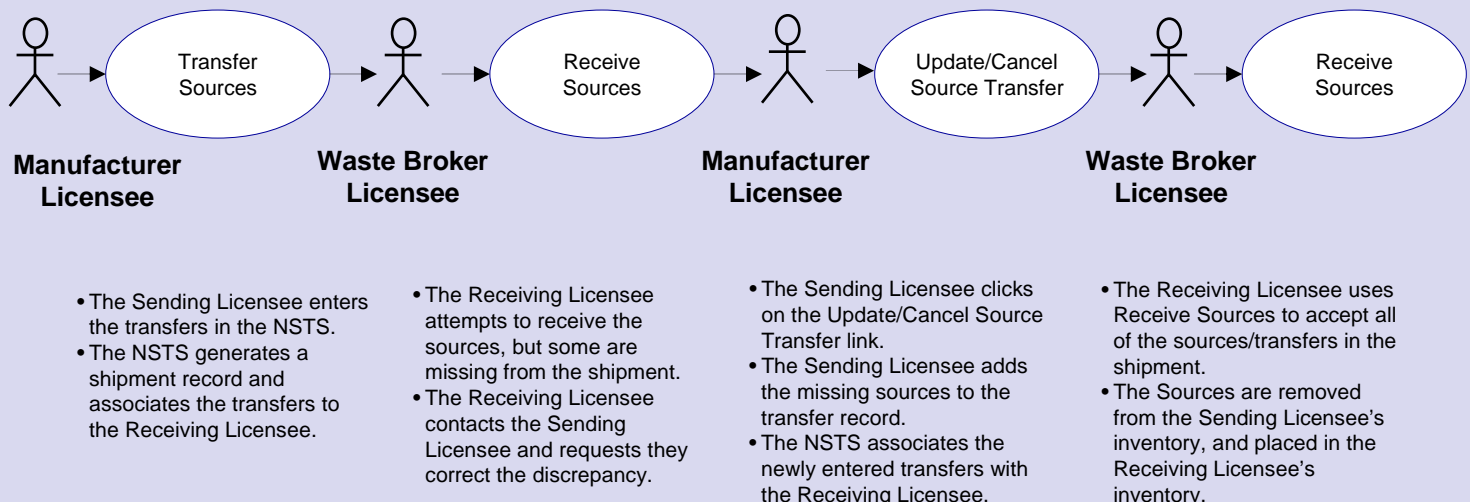 Transfer
Sources
Receive
Sources
Update/Cancel
Source Transfer
Receive
Sources
Manufacturer
Licensee
Waste Broker
Licensee
Manufacturer
Licensee
Waste Broker
Licensee
• The Sending Licensee enters
the transfers in the NSTS.
• The NSTS generates a
shipment record and
associates the transfers to
the Receiving Licensee.
• The Receiving Licensee
attempts to receive the
sources, but some are
missing from the shipment.
• The Receiving Licensee
contacts the Sending
Licensee and requests they
correct the discrepancy.
• The Sending Licensee clicks
on the Update/Cancel Source
Transfer link.
• The Sending Licensee adds
the missing sources to the
transfer record.
• The NSTS associates the
newly entered transfers with
the Receiving Licensee.
• The Receiving Licensee uses
Receive Sources to accept all
of the sources/transfers in the
shipment.
• The Sources are removed
from the Sending Licensee's
inventory, and placed in the
Receiving Licensee's
inventory.